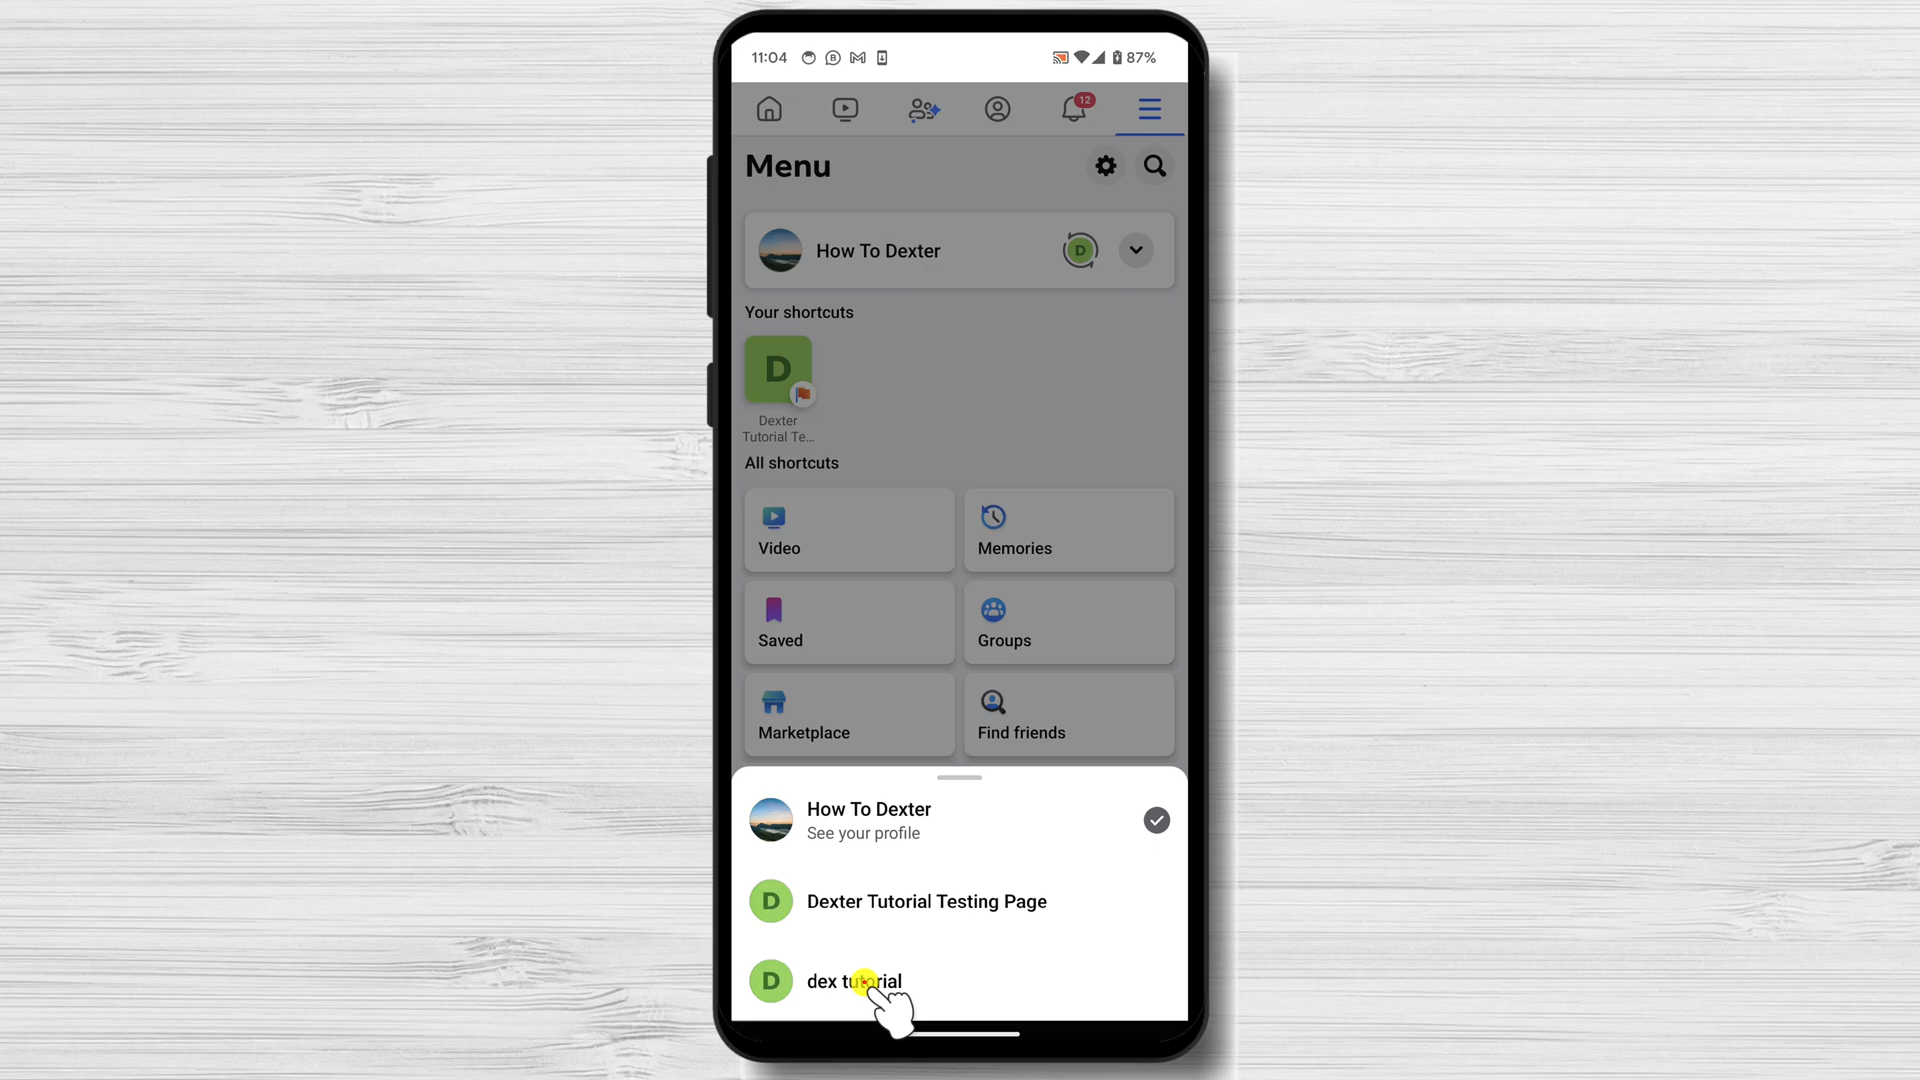 11:04
87%
12
Menu
How To Dexter
D
Your shortcuts
D
Dexter
Tutorial Te...
All shortcuts
Video
Memories
Saved
Groups
Marketplace
Find friends
How To Dexter
See your profile
D
Dexter Tutorial Testing Page
D
dex tutorial